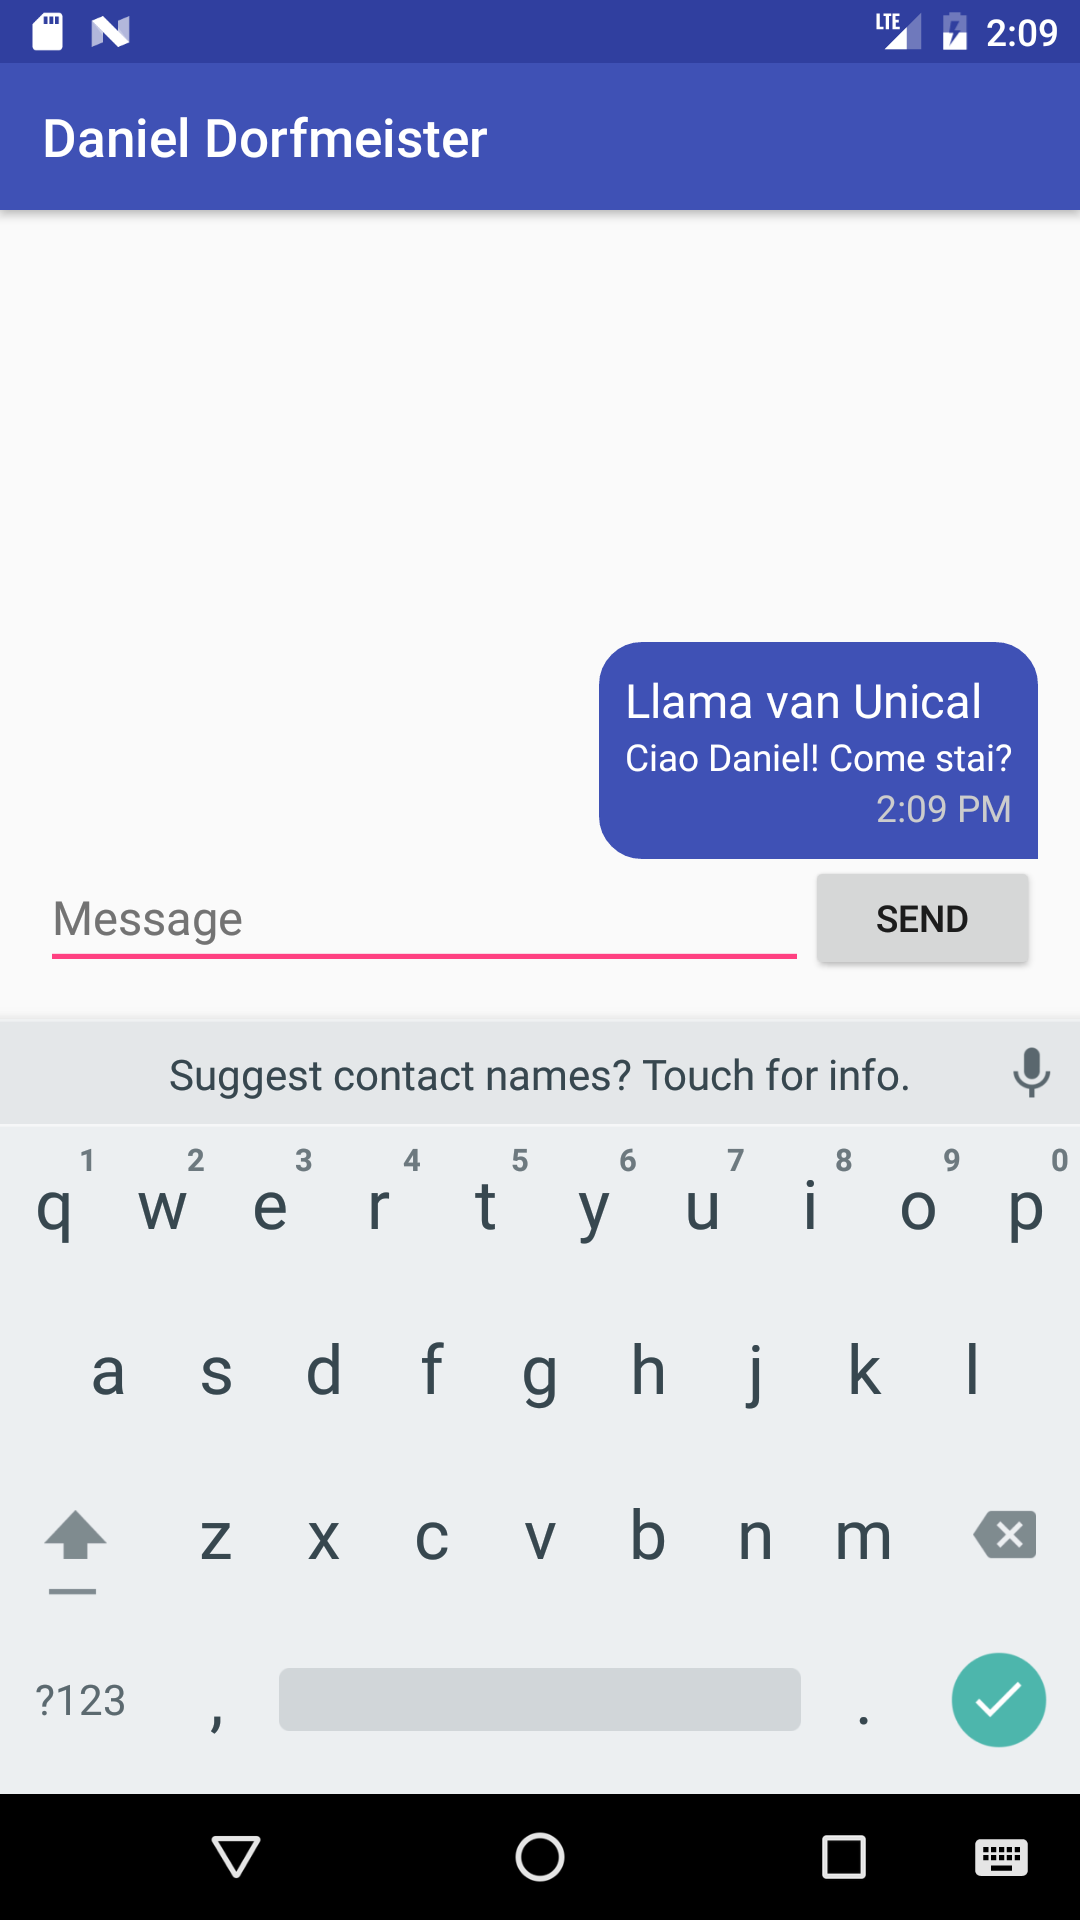 LTE 2:09
Daniel Dorfmeister
Llama van Unical
Ciao Daniel! Come stai?
2:09 PM
Message
SEND
Suggest contact names? Touch for info.
1 2 3 4 5 6 7 8 9 0
q w e r t y u i o p
a s d f g h j k l
z x c v b n m
?123 , .